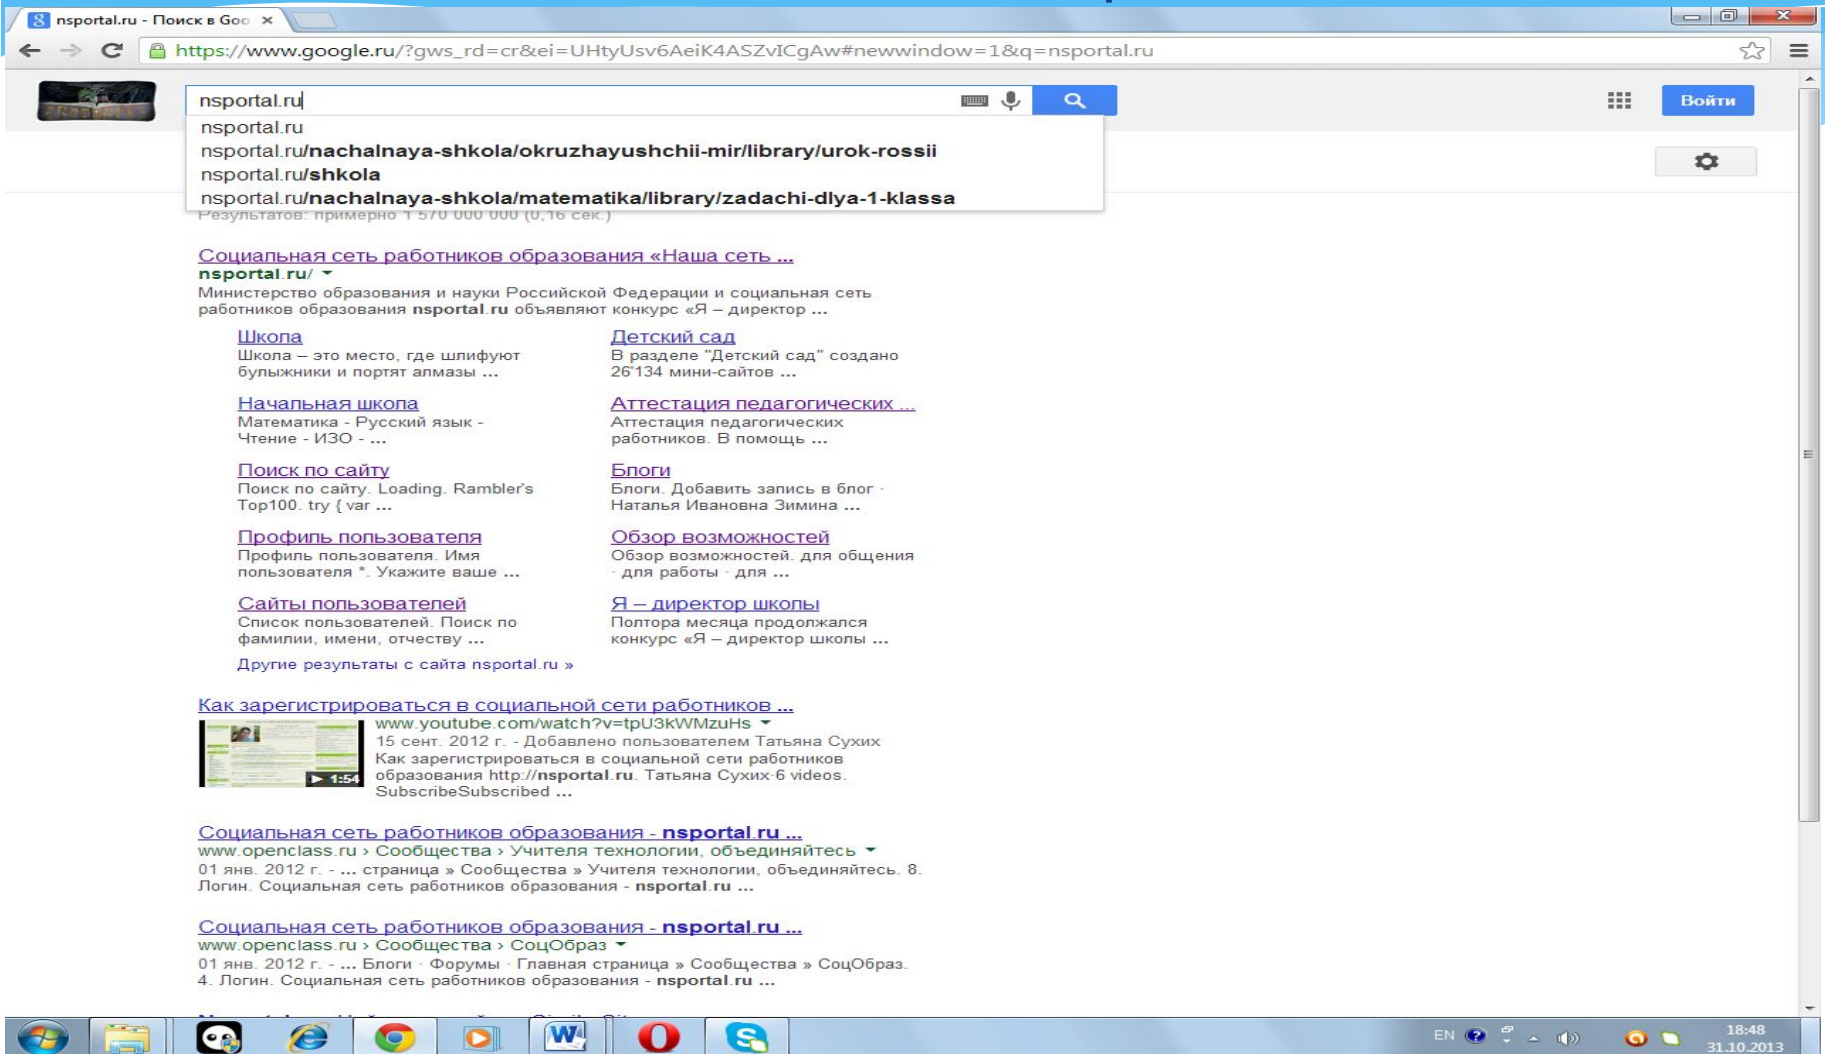 nsportal.ru - Поиск в Goo
https://www.google.ru/?gws_rd=cr&ei=UHtyUsv6AeiK4ASZvICgAw#newwindow=1&q=nsportal.ru
nsportal.ru
Войти
nsportal.ru
nsportal.ru/nachalnaya-shkola/okruzhayushchii-mir/library/urok-rossii
nsportal.ru/shkola
nsportal.ru/nachalnaya-shkola/matematika/library/zadachi-dlya-1-klassa
Результатов: примерно 1 570 000 000 (0,16 сек.)
Социальная сеть работников образования «Наша сеть ...
nsportal.ru/
Министерство образования и науки Российской Федерации и социальная сеть
работников образования nsportal.ru объявляют конкурс «Я – директор ...
Школа
Школа – это место, где шлифуют
булыжники и портят алмазы ...
Детский сад
В разделе "Детский сад" создано
26'134 мини-сайтов ...
Начальная школа
Математика - Русский язык -
Чтение - ИЗО - ...
Аттестация педагогических ...
Аттестация педагогических
работников. В помощь ...
Поиск по сайту
Поиск по сайту. Loading. Rambler's
Top100. try { var ...
Блоги
Блоги. Добавить запись в блог ·
Наталья Ивановна Зимина ...
Профиль пользователя
Профиль пользователя. Имя
пользователя *. Укажите ваше ...
Обзор возможностей
Обзор возможностей. для общения
· для работы · для ...
Сайты пользователей
Список пользователей. Поиск по
фамилии, имени, отчеству ...
Я – директор школы
Полтора месяца продолжался
конкурс «Я – директор школы ...
Другие результаты с сайта nsportal.ru »
Как зарегистрироваться в социальной сети работников ...
www.youtube.com/watch?v=tpU3kWMzuHs
15 сент. 2012 г. - Добавлено пользователем Татьяна Сухих
Как зарегистрироваться в социальной сети работников
образования http://nsportal.ru. Татьяна Сухих·6 videos.
SubscribeSubscribed ...
1:54
Социальная сеть работников образования - nsportal.ru ...
www.openclass.ru › Сообщества › Учителя технологии, объединяйтесь
01 янв. 2012 г. - ... страница » Сообщества » Учителя технологии, объединяйтесь. 8.
Логин. Социальная сеть работников образования - nsportal.ru ...
Социальная сеть работников образования - nsportal.ru ...
www.openclass.ru › Сообщества › СоцОбраз
01 янв. 2012 г. - ... Блоги · Форумы · Главная страница » Сообщества » СоцОбраз.
4. Логин. Социальная сеть работников образования - nsportal.ru ...
EN
18:48
31.10.2013